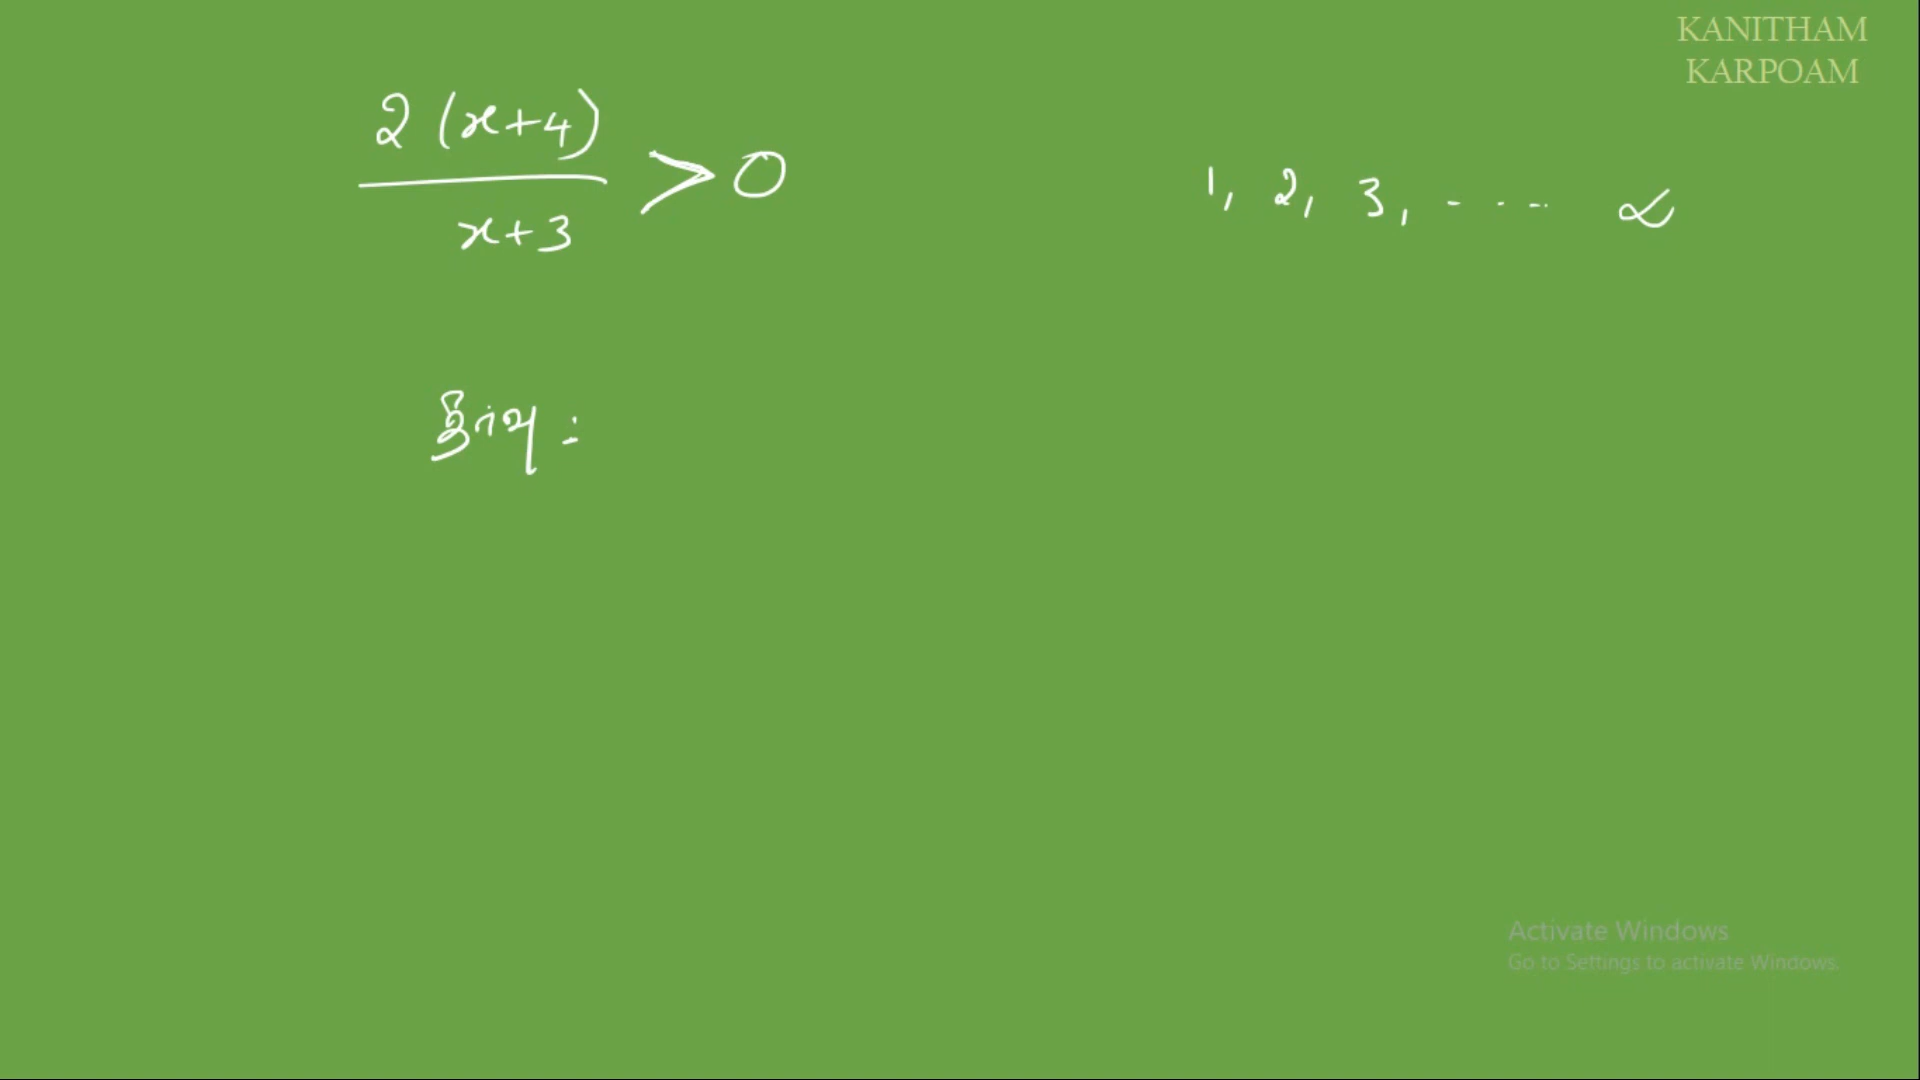 KANITHAM
KARPOAM
2 (x+4)
x+3
> 0
1, 2, 3, ..... ∝
தீர்வு :
Activate Windows
Go to Settings to activate Windows.